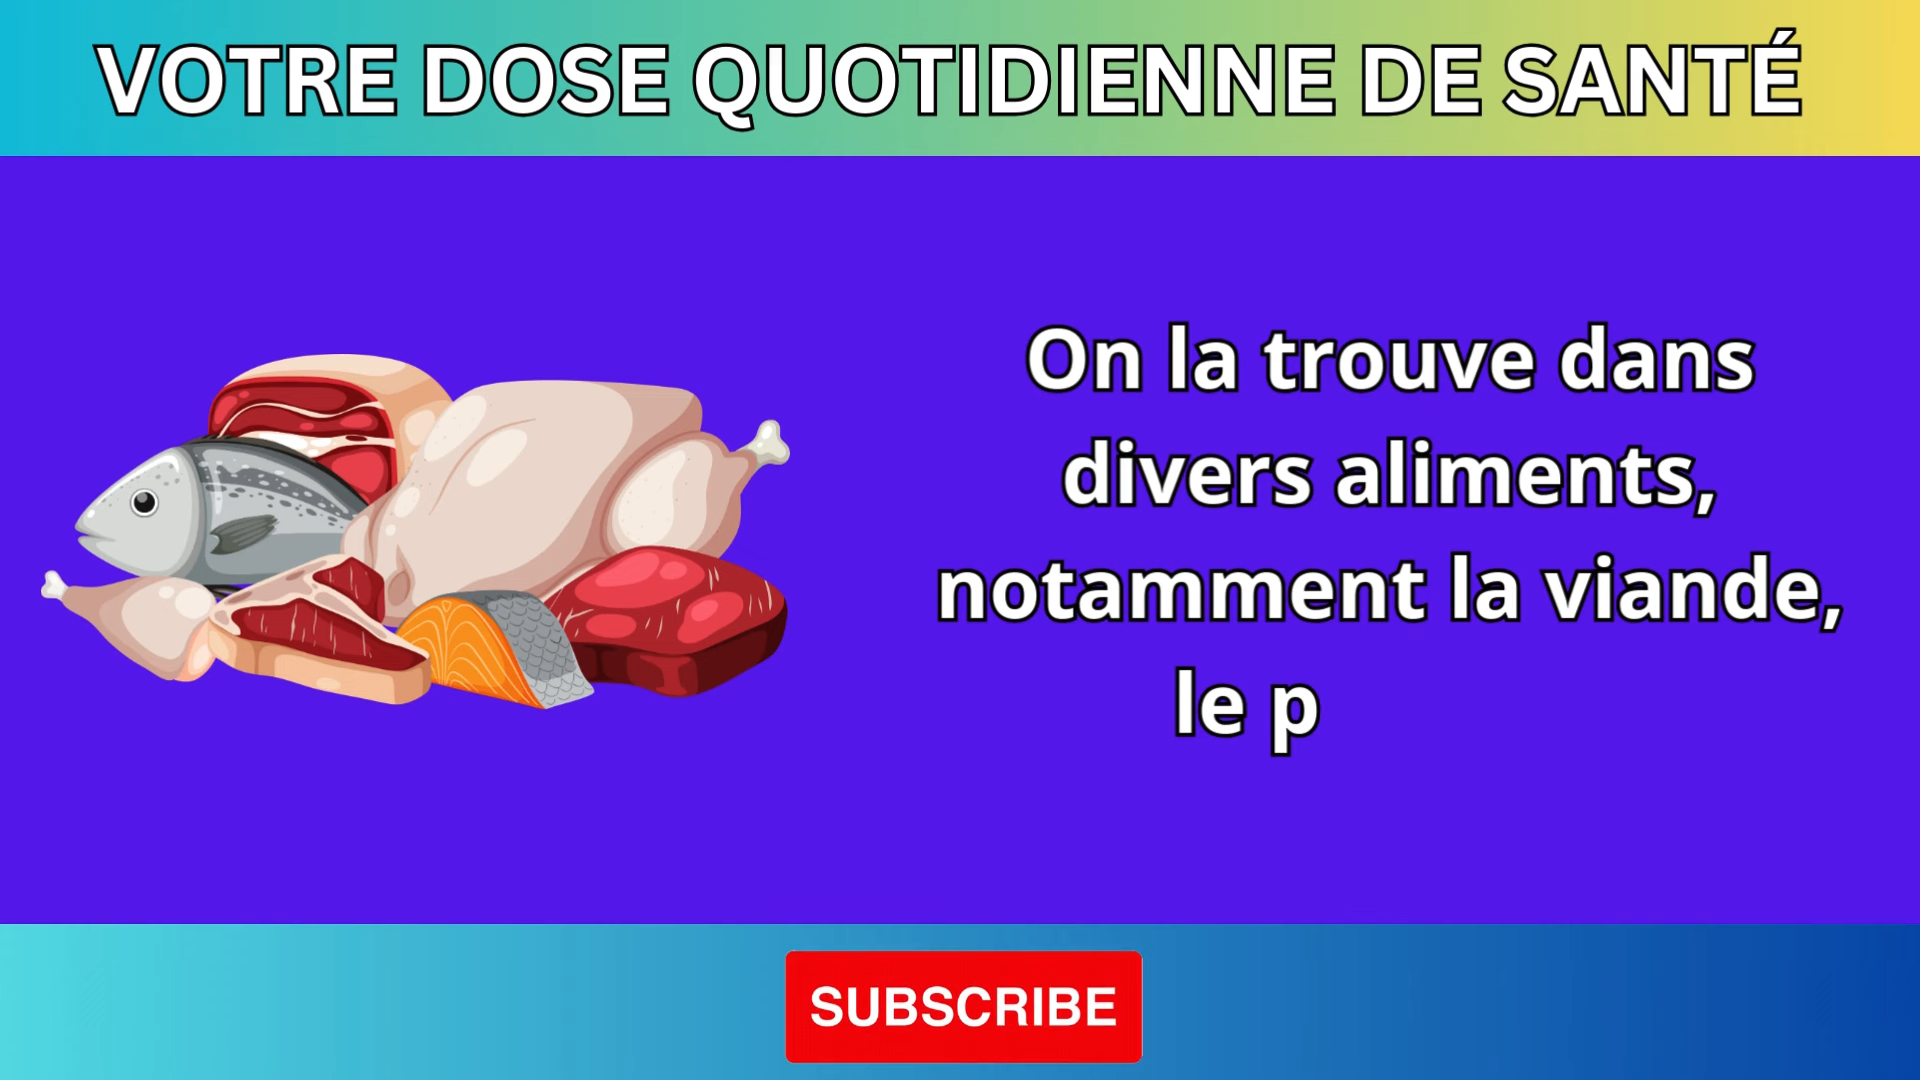 VOTRE DOSE QUOTIDIENNE DE SANTÉ
On la trouve dans
divers aliments,
notamment la viande,
le p
SUBSCRIBE